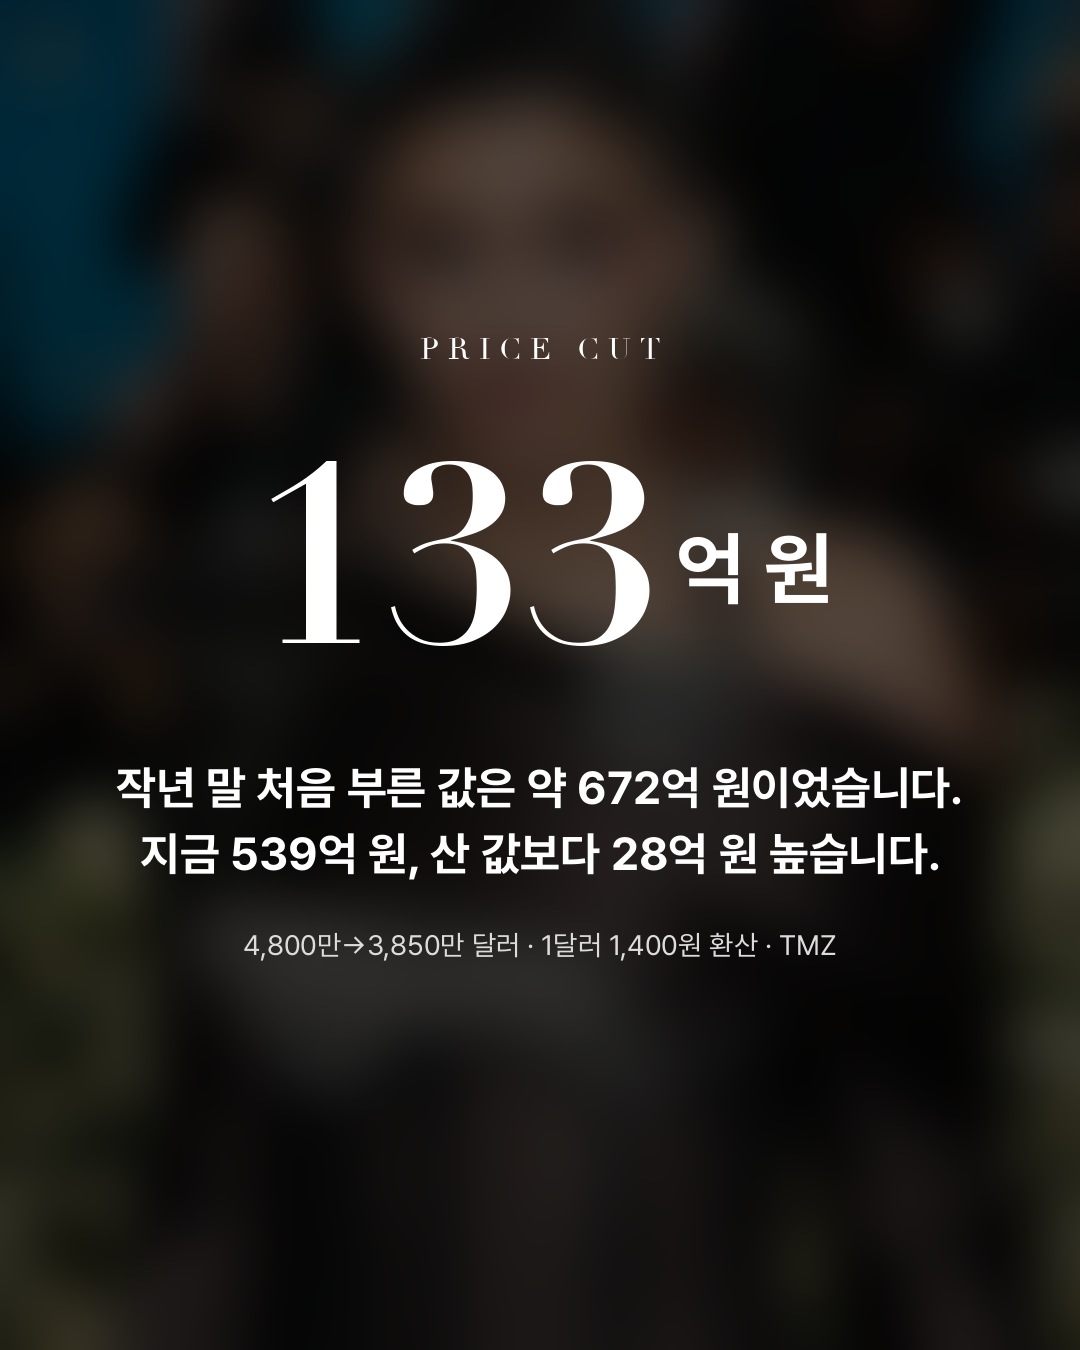 PRICE CUT
133억 원
작년 말 처음 부른 값은 약 672억 원이었습니다.
지금 539억 원, 산 값보다 28억 원 높습니다.
4,800만→3,850만 달러 · 1달러 1,400원 환산 · TMZ